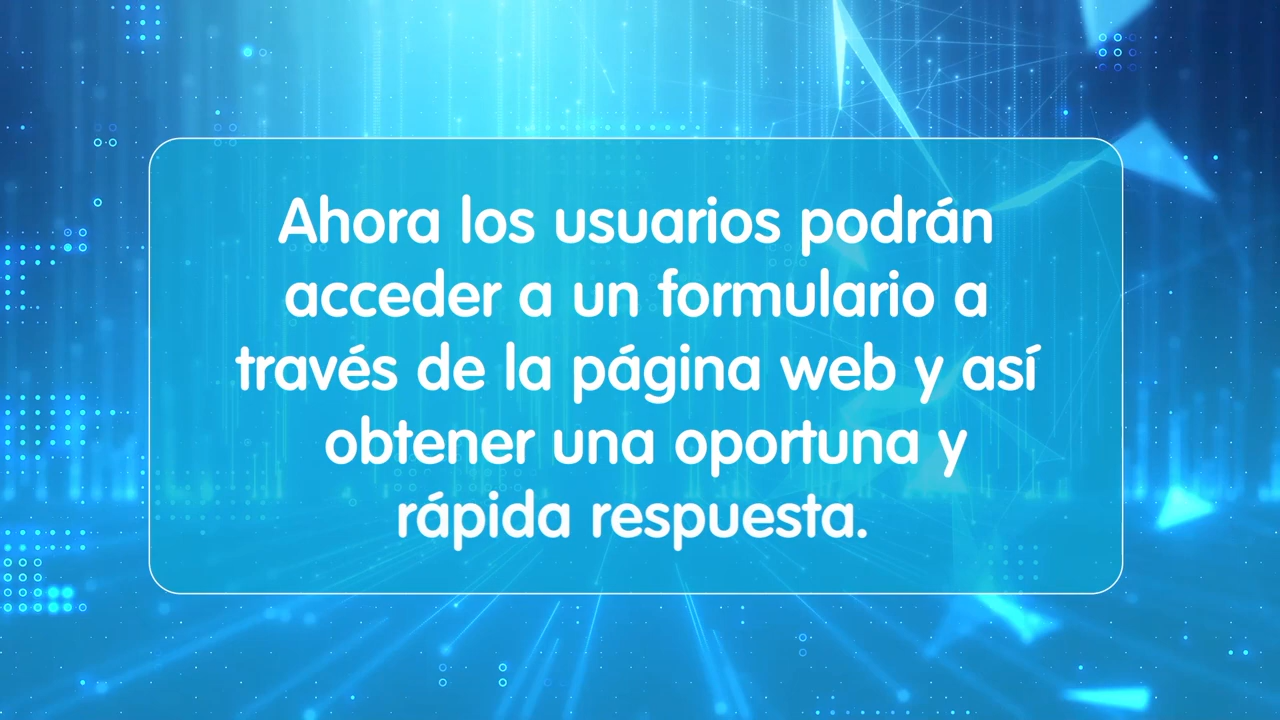 Ahora los usuarios podrán
acceder a un formulario a
través de la página web y así
obtener una oportuna y
rápida respuesta.